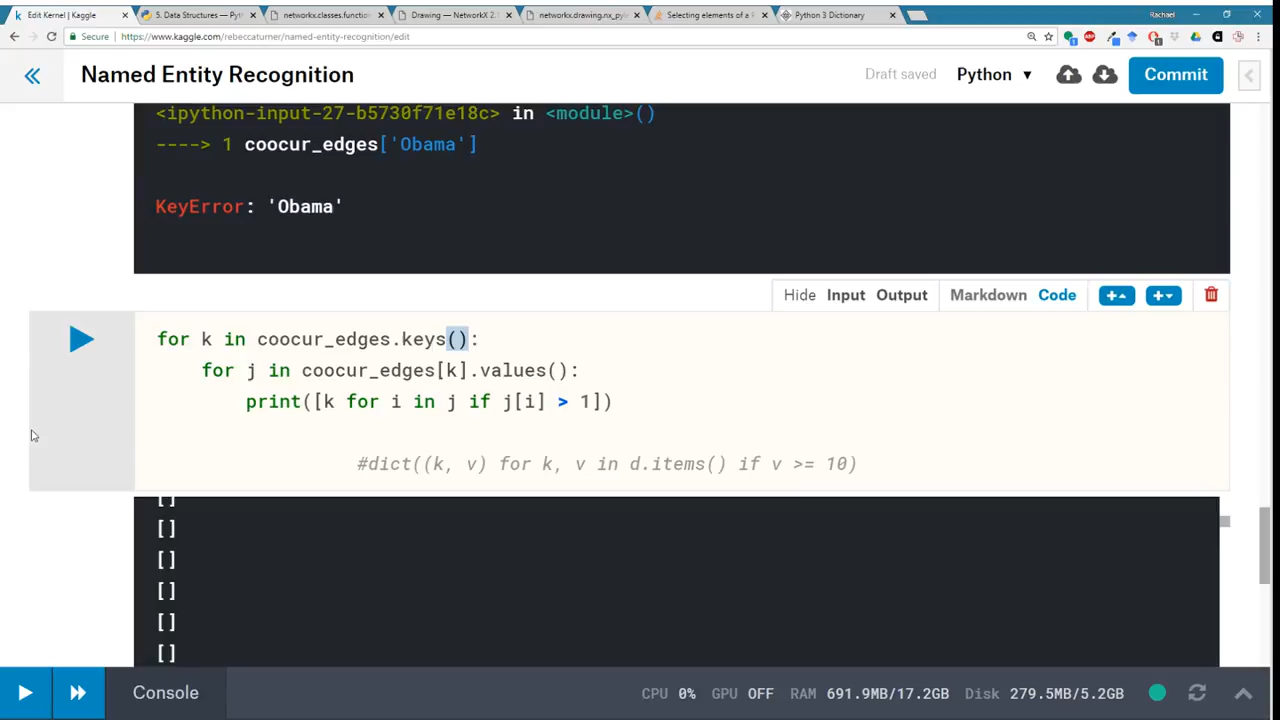 Edit Kernel | Kaggle
5. Data Structures — Pyt
networkx.classes.function
Drawing — NetworkX 2.
networkx.drawing.nx_pyl
Selecting elements of a
Python 3 Dictionary
Rachael
Secure
https://www.kaggle.com/rebeccaturner/named-entity-recognition/edit
Named Entity Recognition
Draft saved
Python
Commit
<ipython-input-27-b5730f71e18c> in <module>()
----> 1 coocur_edges['Obama']
KeyError: 'Obama'
Hide Input Output
Markdown Code
for k in coocur_edges.keys():
for j in coocur_edges[k].values():
print([k for i in j if j[i] > 1])
#dict((k, v) for k, v in d.items() if v >= 10)
[]
[]
[]
[]
[]
[]
Console
CPU 0% GPU OFF RAM 691.9MB/17.2GB Disk 279.5MB/5.2GB